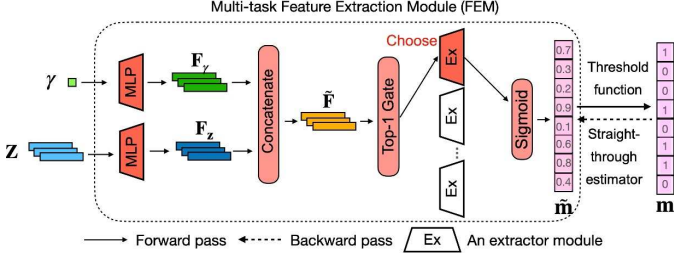 Multi-task Feature Extraction Module (FEM)
γ
MLP
F_γ
Z
MLP
F_z
Concatenate
F̃
Top-1 Gate
Choose
Ex
Ex
Ex
Sigmoid
0.7
0.3
0.2
0.9
0.1
0.6
0.8
0.4
m̃
Threshold
function
Straight-
through
estimator
1
0
0
1
0
1
1
0
m
Forward pass
Backward pass
Ex
An extractor module